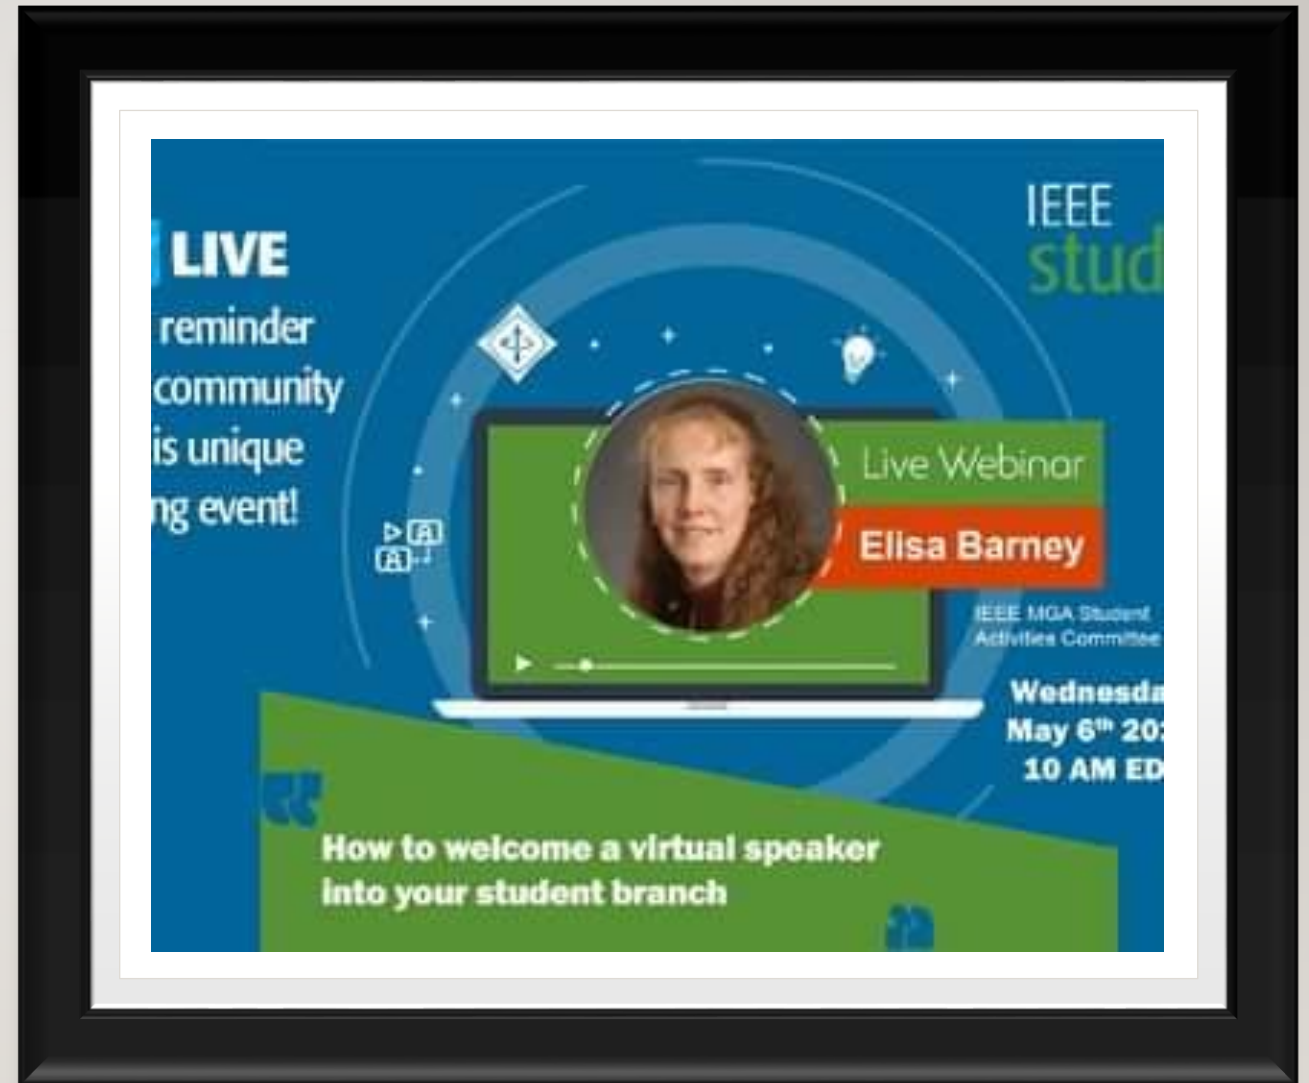 LIVE
reminder
community
is unique
ng event!
IEEE
stud
Live Webinar
Elisa Barney
IEEE MGA Student
Activities Committee
Wednesda
May 6th 20
10 AM ED
How to welcome a virtual speaker
into your student branch